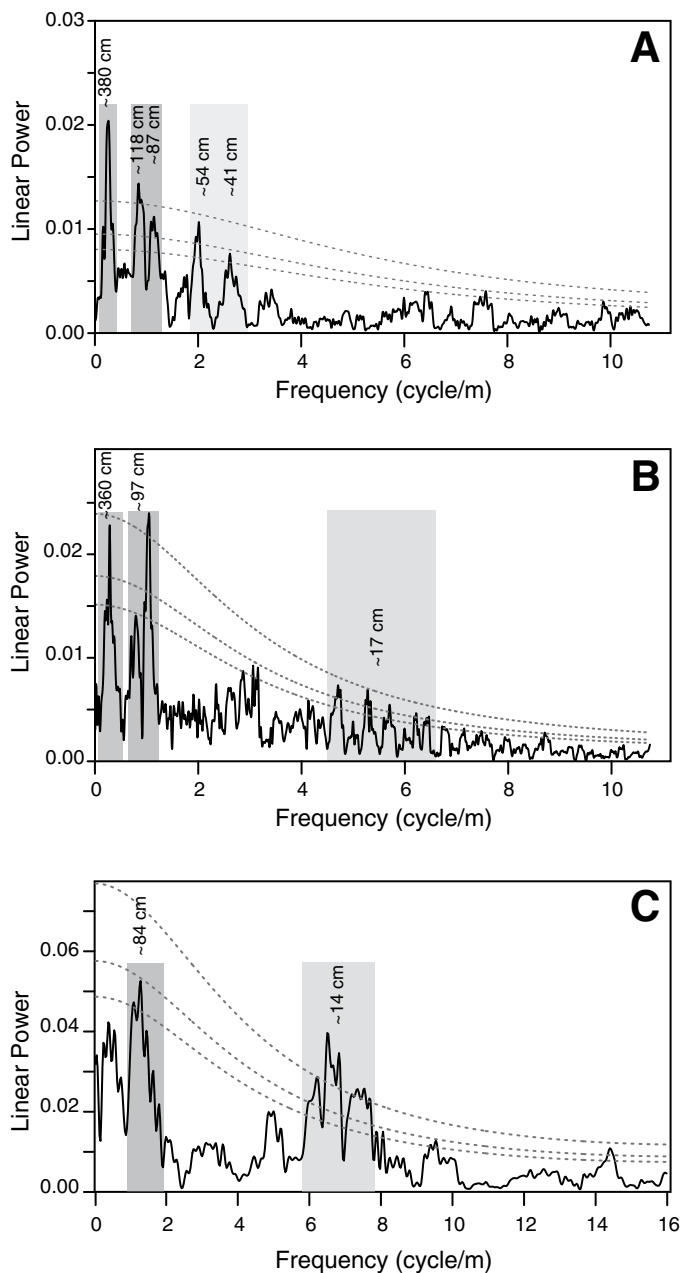 A
0.03
0.02
0.01
0.00
Linear Power
~380 cm
~118 cm
~87 cm
~54 cm
~41 cm
0 2 4 6 8 10
Frequency (cycle/m)
B
0.02
0.01
0.00
Linear Power
~360 cm
~97 cm
~17 cm
0 2 4 6 8 10
Frequency (cycle/m)
C
0.06
0.04
0.02
0.00
Linear Power
~84 cm
~14 cm
0 2 4 6 8 10 12 14 16
Frequency (cycle/m)